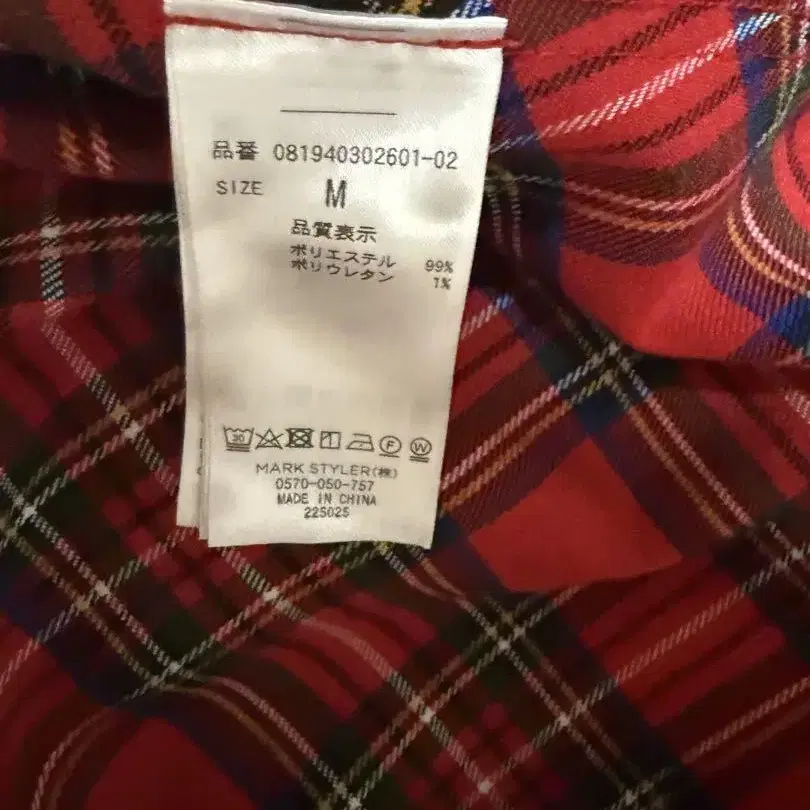 品番 081940302601-02
SIZE M
品質表示
ポリエステル 99%
ポリウレタン 1%
30
F W
MARK STYLER(株)
0570-050-757
MADE IN CHINA
225025